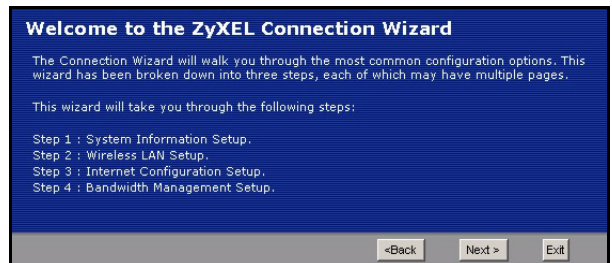 Welcome to the ZyXEL Connection Wizard
The Connection Wizard will walk you through the most common configuration options. This
wizard has been broken down into three steps, each of which may have multiple pages.
This wizard will take you through the following steps:
Step 1 : System Information Setup.
Step 2 : Wireless LAN Setup.
Step 3 : Internet Configuration Setup.
Step 4 : Bandwidth Management Setup.
<Back Next > Exit